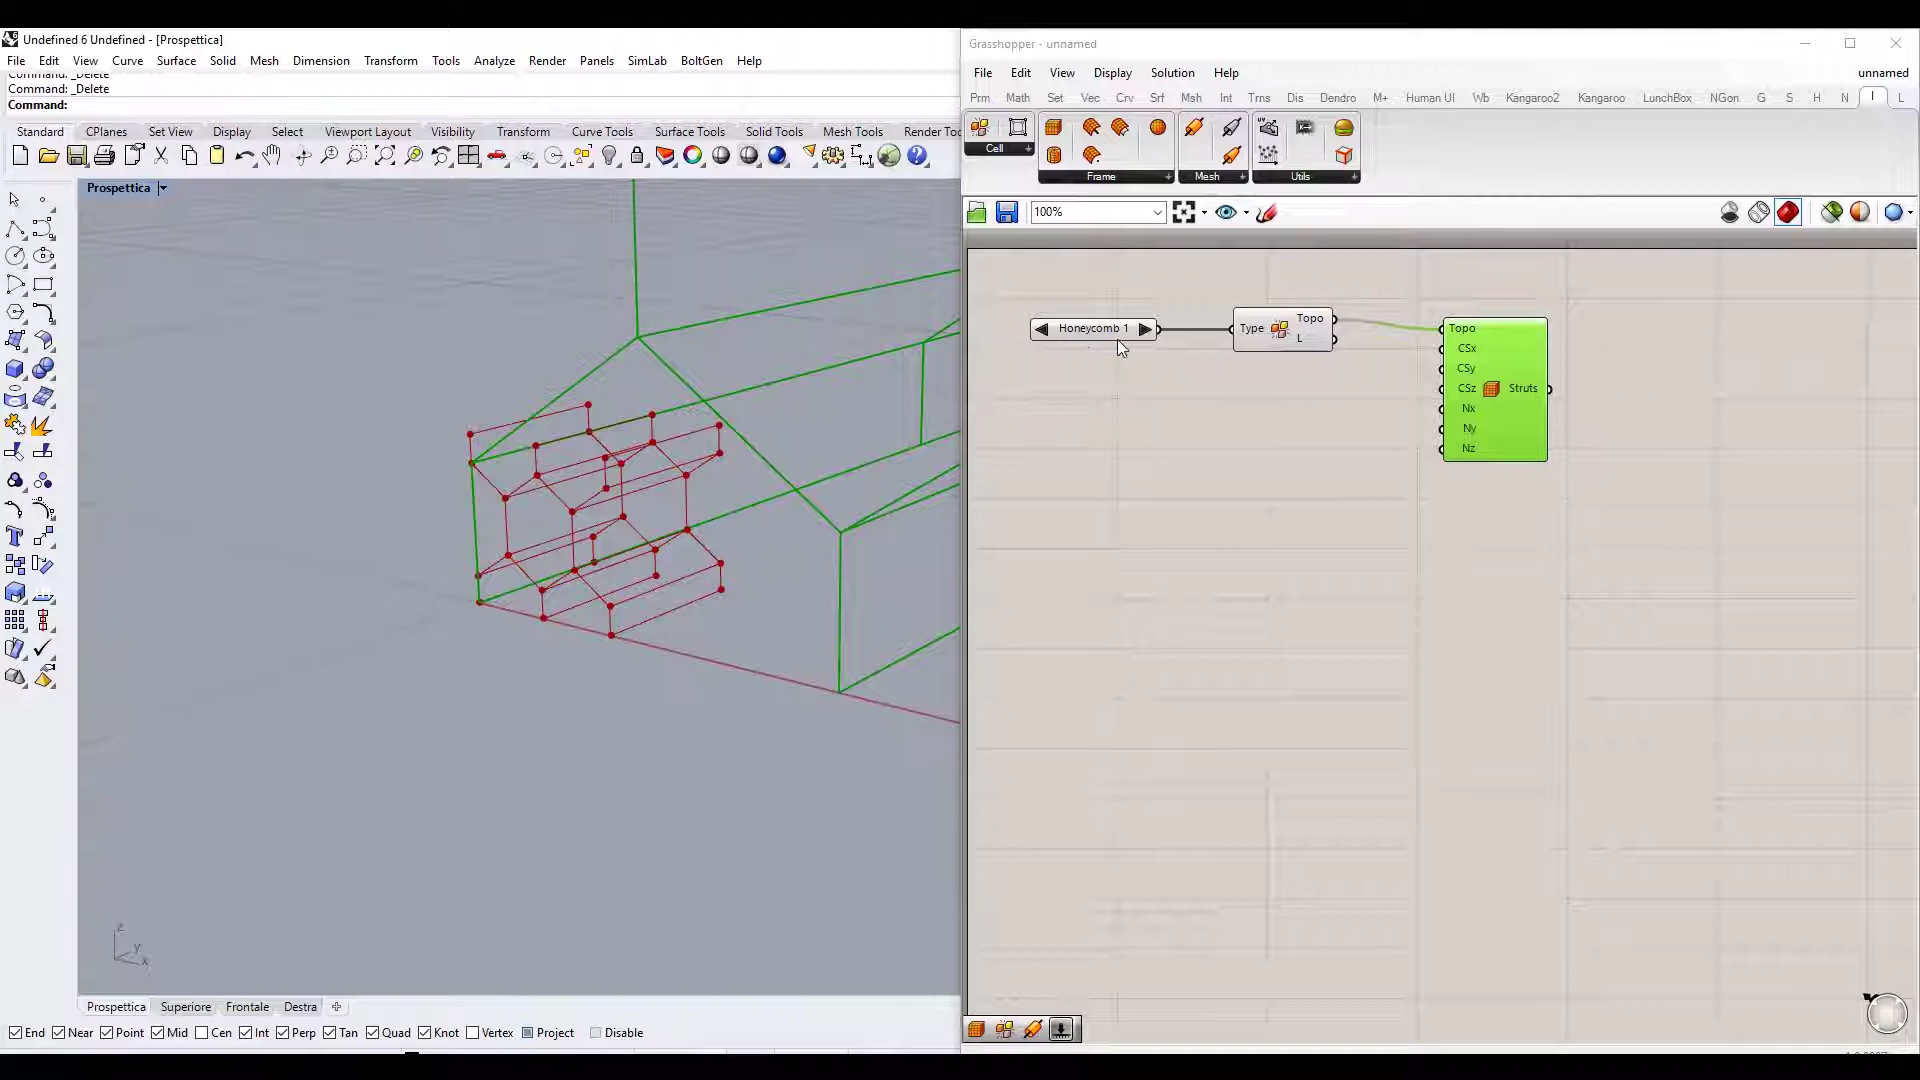 Undefined 6 Undefined - [Prospettica]
File Edit View Curve Surface Solid Mesh Dimension Transform Tools Analyze Render Panels SimLab BoltGen Help
Command: _Delete
Command: _Delete
Command:
Standard CPlanes Set View Display Select Viewport Layout Visibility Transform Curve Tools Surface Tools Solid Tools Mesh Tools Render Too
Prospettica
z
y
x
Prospettica Superiore Frontale Destra
End Near Point Mid Cen Int Perp Tan Quad Knot Vertex Project Disable
Grasshopper - unnamed
File Edit View Display Solution Help unnamed
Prm Math Set Vec Crv Srf Msh Int Trns Dis Dendro M+ Human UI Wb Kangaroo2 Kangaroo LunchBox NGon G S H N I L
Cell Frame Mesh Utils
100%
Honeycomb 1
Type
Topo
L
Topo
CSx
CSy
CSz Struts
Nx
Ny
Nz